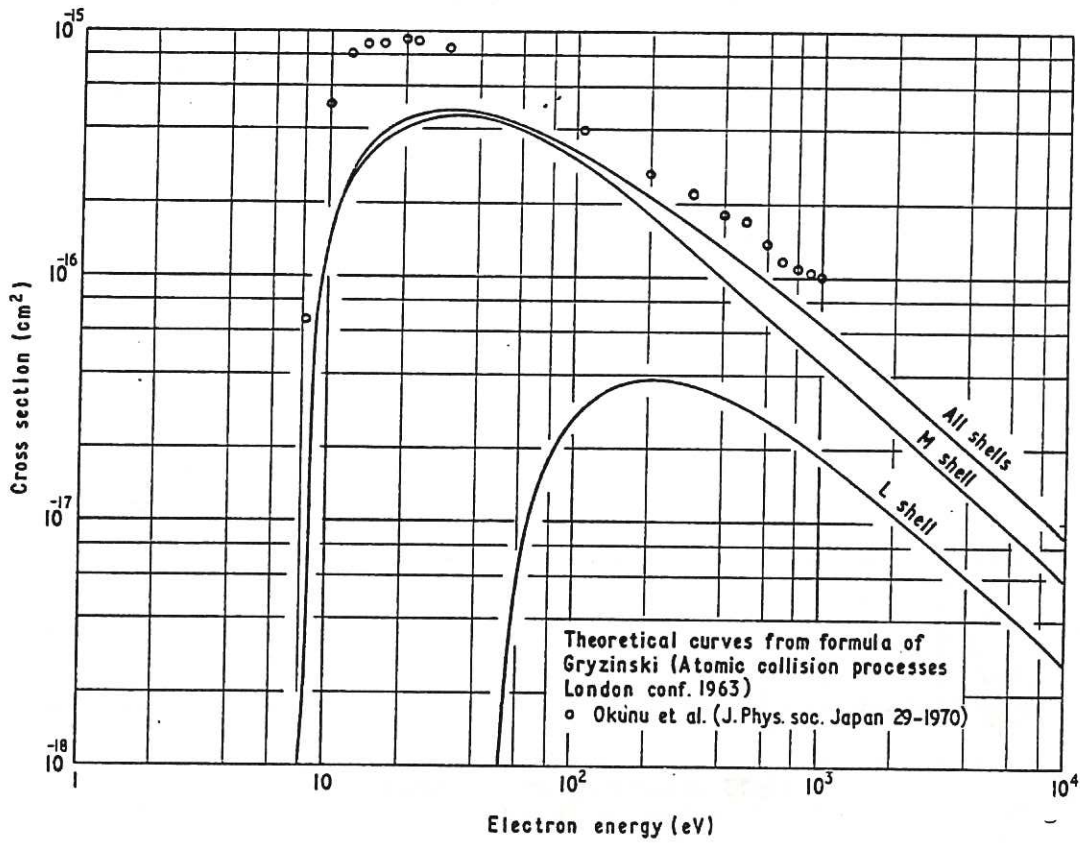 10⁻¹⁵
10⁻¹⁶
10⁻¹⁷
10⁻¹⁸
Cross section (cm²)
All shells
M shell
L shell
Theoretical curves from formula of
Gryzinski (Atomic collision processes
London conf. 1963)
o Okunu et al. (J. Phys. soc. Japan 29-1970)
1
10
10²
10³
10⁴
Electron energy (eV)